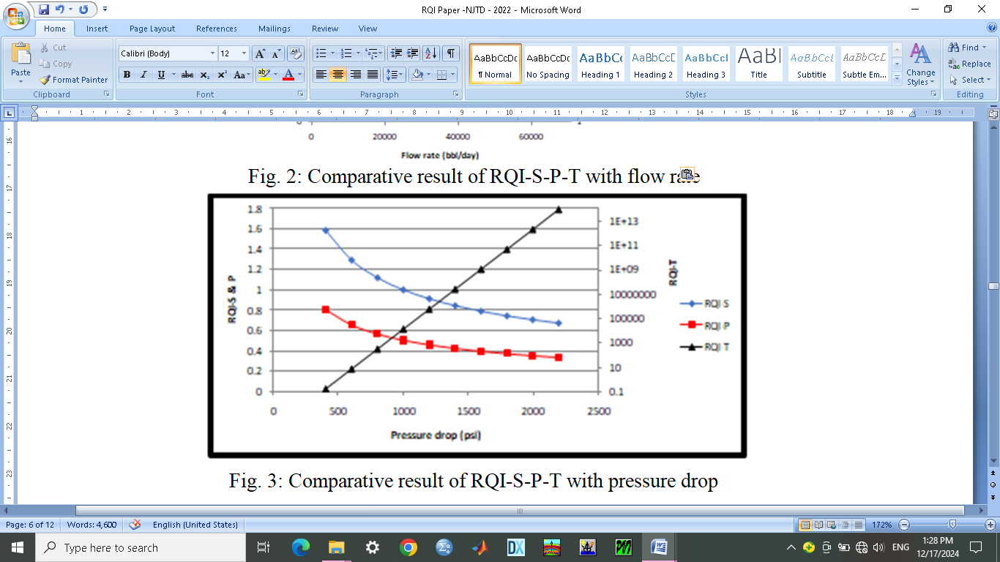 RQI Paper -NJTD - 2022 - Microsoft Word
Home Insert Page Layout References Mailings Review View
Paste
Cut
Copy
Format Painter
Clipboard
Calibri (Body) 12
B I U abc x₂ x² Aa
Font
Paragraph
AaBbCcDc AaBbCcDc AaBbC AaBbCc AaBbCcI AaBl AaBbCcL AaBbCcL
¶ Normal No Spacing Heading 1 Heading 2 Heading 3 Title Subtitle Subtle Em...
Change Styles
Styles
Find
Replace
Select
Editing
L 1 2 3 4 5 6 7 8 9 10 11 12 13 14 15 16 17 18 19
16
17
18
19
20
21
22
23
0
0 20000 40000 60000
Flow rate (bbl/day)
Fig. 2: Comparative result of RQI-S-P-T with flow rate
RQI-S & P
1.8
1.6
1.4
1.2
1
0.8
0.6
0.4
0.2
0
0 500 1000 1500 2000 2500
Pressure drop (psi)
1E+13
1E+11
1E+09
10000000
100000
1000
10
0.1
RQI-T
RQI-S
RQI-P
RQI-T
Fig. 3: Comparative result of RQI-S-P-T with pressure drop
Page: 6 of 12 Words: 4,600 English (United States) 172%
Type here to search
DX
ENG
1:28 PM
12/17/2024